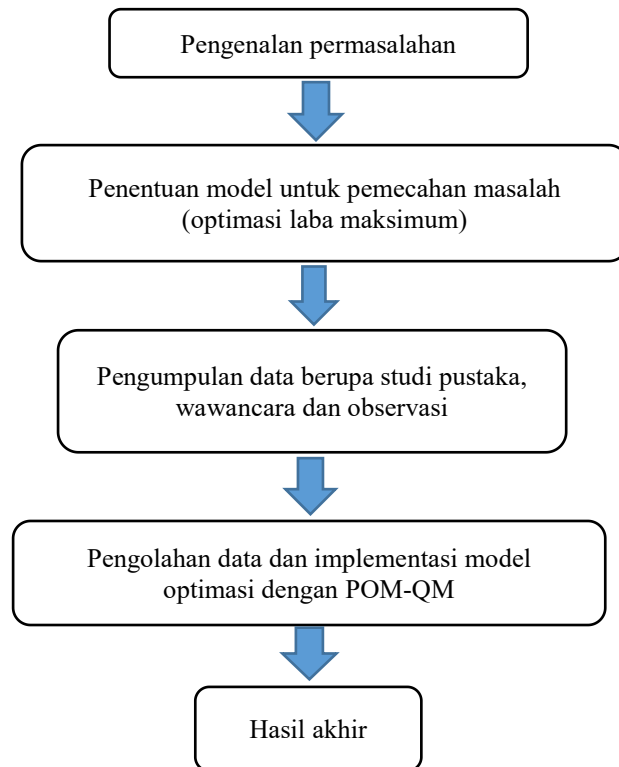 Pengenalan permasalahan
Penentuan model untuk pemecahan masalah
(optimasi laba maksimum)
Pengumpulan data berupa studi pustaka,
wawancara dan observasi
Pengolahan data dan implementasi model
optimasi dengan POM-QM
Hasil akhir